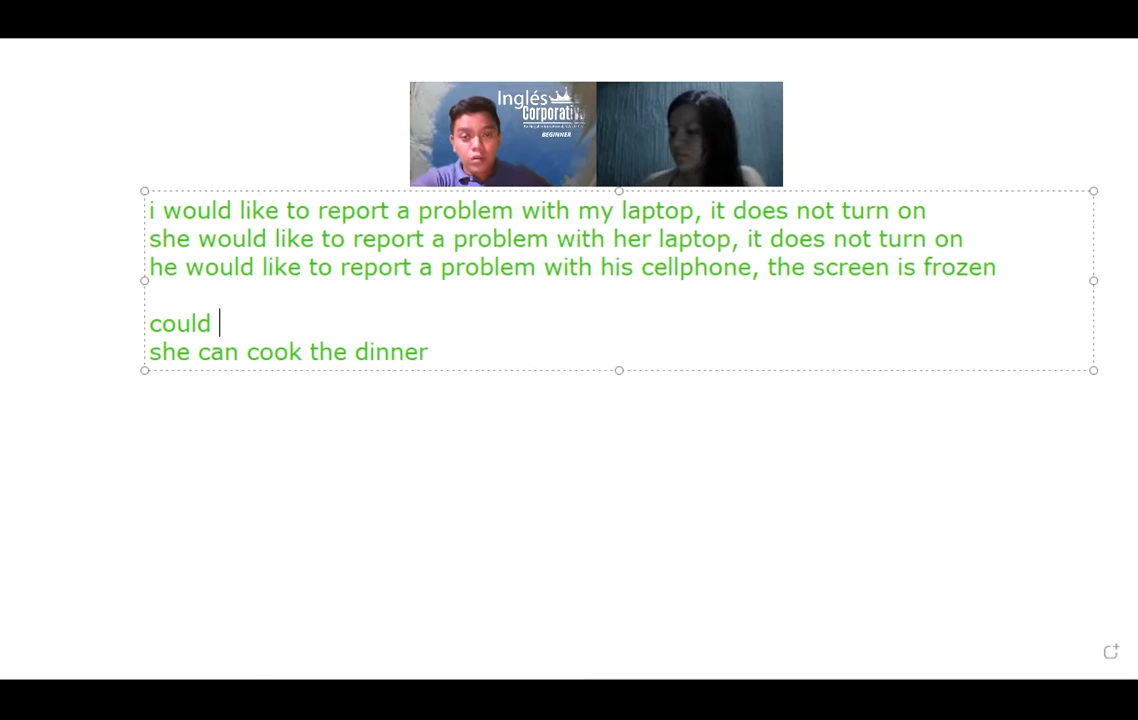 Inglés
Corporativo
BEGINNER
i would like to report a problem with my laptop, it does not turn on
she would like to report a problem with her laptop, it does not turn on
he would like to report a problem with his cellphone, the screen is frozen
could
she can cook the dinner